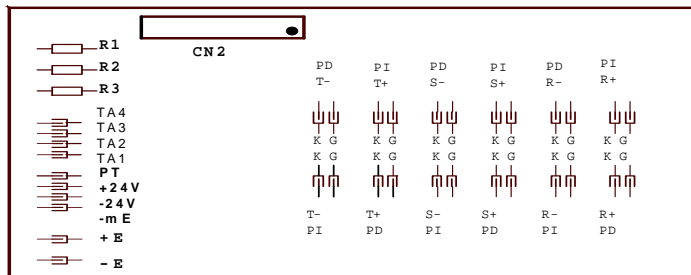 R1
CN2
R2
R3
PD PI PD PI PD PI
T- T+ S- S+ R- R+
TA4
TA3
TA2
TA1
PT
+24V
-24V
-mE
+E
-E
K G K G K G K G K G K G
K G K G K G K G K G K G
T- T+ S- S+ R- R+
PI PD PI PD PI PD